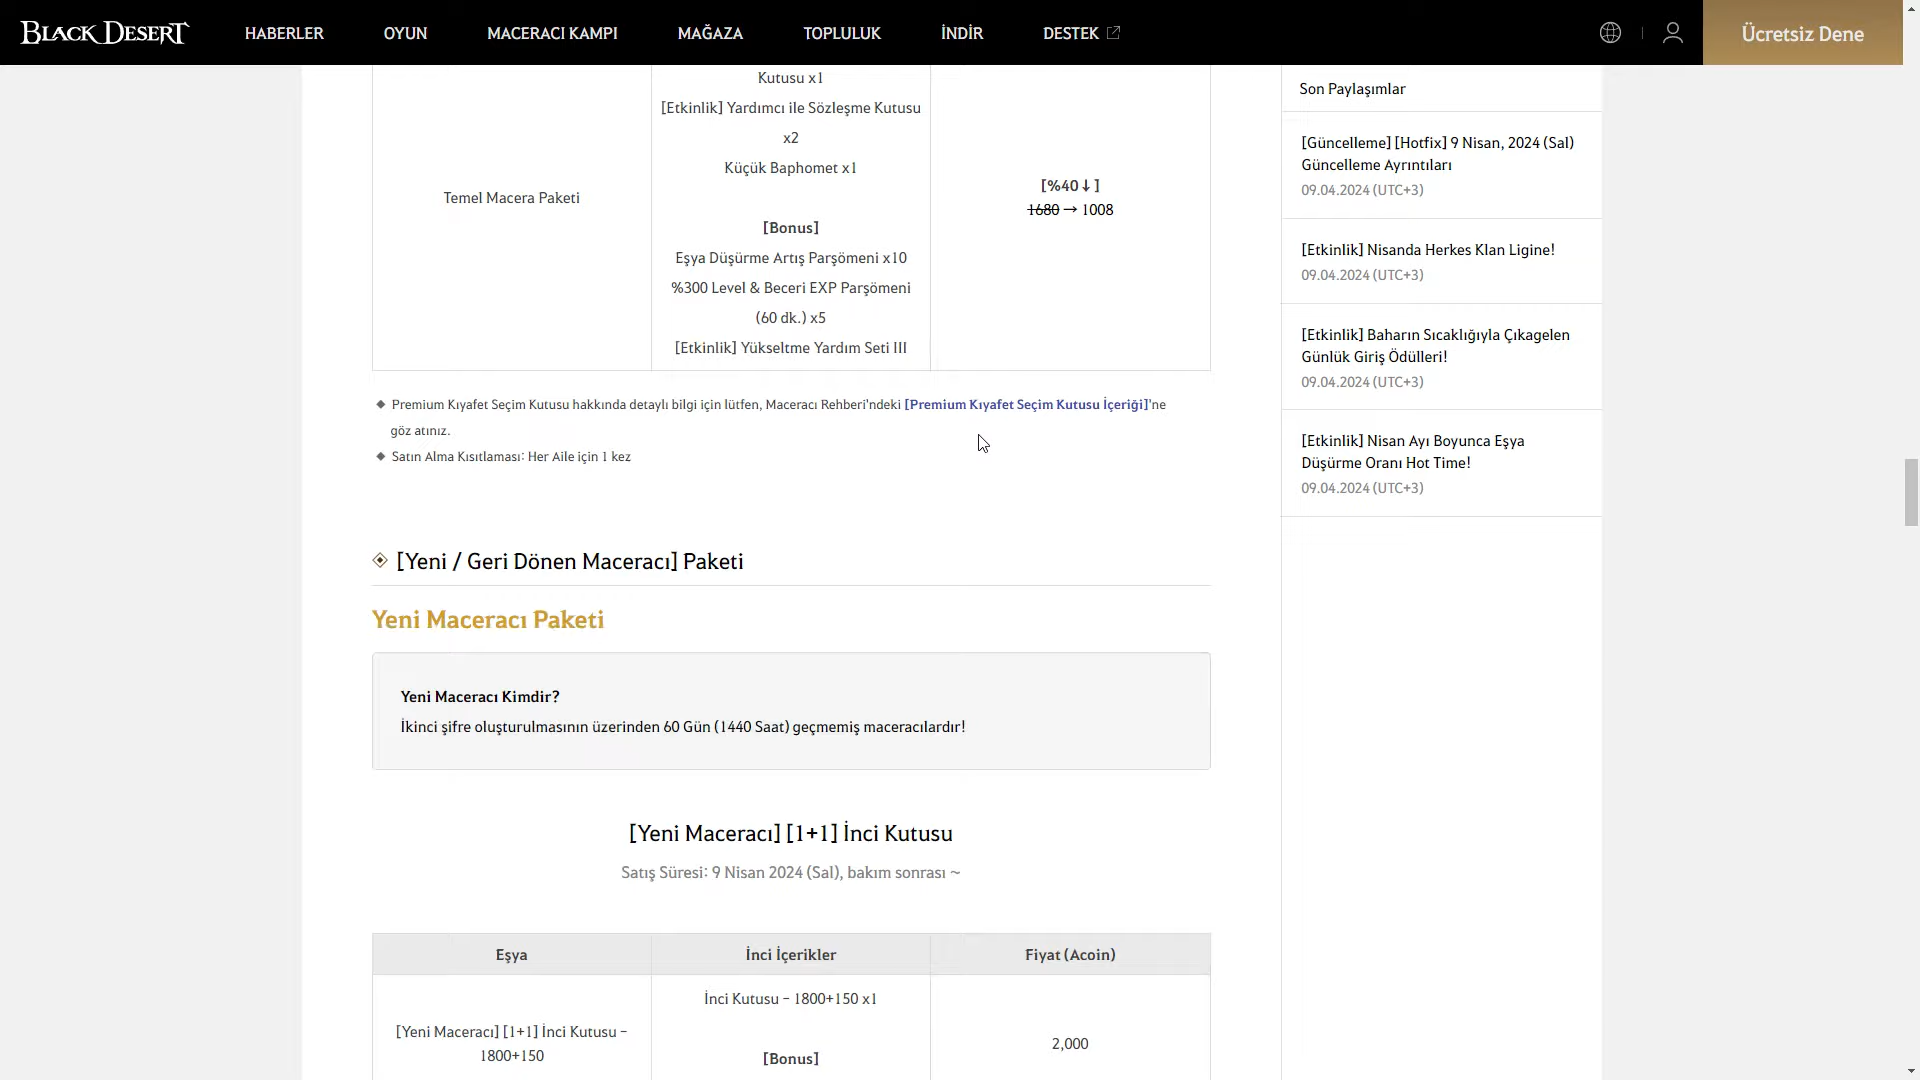 BLACK DESERT
HABERLER
OYUN
MACERACI KAMPI
MAĞAZA
TOPLULUK
İNDİR
DESTEK
Ücretsiz Dene
Temel Macera Paketi
Kutusu x1
[Etkinlik] Yardımcı ile Sözleşme Kutusu
x2
Küçük Baphomet x1
[Bonus]
Eşya Düşürme Artış Parşömeni x10
%300 Level & Beceri EXP Parşömeni
(60 dk.) x5
[Etkinlik] Yükseltme Yardım Seti III
[%40↓]
1680 → 1008
◆ Premium Kıyafet Seçim Kutusu hakkında detaylı bilgi için lütfen, Maceracı Rehberi'ndeki [Premium Kıyafet Seçim Kutusu İçeriği]'ne
göz atınız.
◆ Satın Alma Kısıtlaması: Her Aile için 1 kez
[Yeni / Geri Dönen Maceracı] Paketi
Yeni Maceracı Paketi
Yeni Maceracı Kimdir?
İkinci şifre oluşturulmasının üzerinden 60 Gün (1440 Saat) geçmemiş maceracılardır!
[Yeni Maceracı] [1+1] İnci Kutusu
Satış Süresi: 9 Nisan 2024 (Sal), bakım sonrası ~
Eşya
İnci İçerikler
Fiyat (Acoin)
[Yeni Maceracı] [1+1] İnci Kutusu –
1800+150
İnci Kutusu – 1800+150 x1
[Bonus]
2,000
Son Paylaşımlar
[Güncelleme] [Hotfix] 9 Nisan, 2024 (Sal)
Güncelleme Ayrıntıları
09.04.2024 (UTC+3)
[Etkinlik] Nisanda Herkes Klan Ligine!
09.04.2024 (UTC+3)
[Etkinlik] Baharın Sıcaklığıyla Çıkagelen
Günlük Giriş Ödülleri!
09.04.2024 (UTC+3)
[Etkinlik] Nisan Ayı Boyunca Eşya
Düşürme Oranı Hot Time!
09.04.2024 (UTC+3)